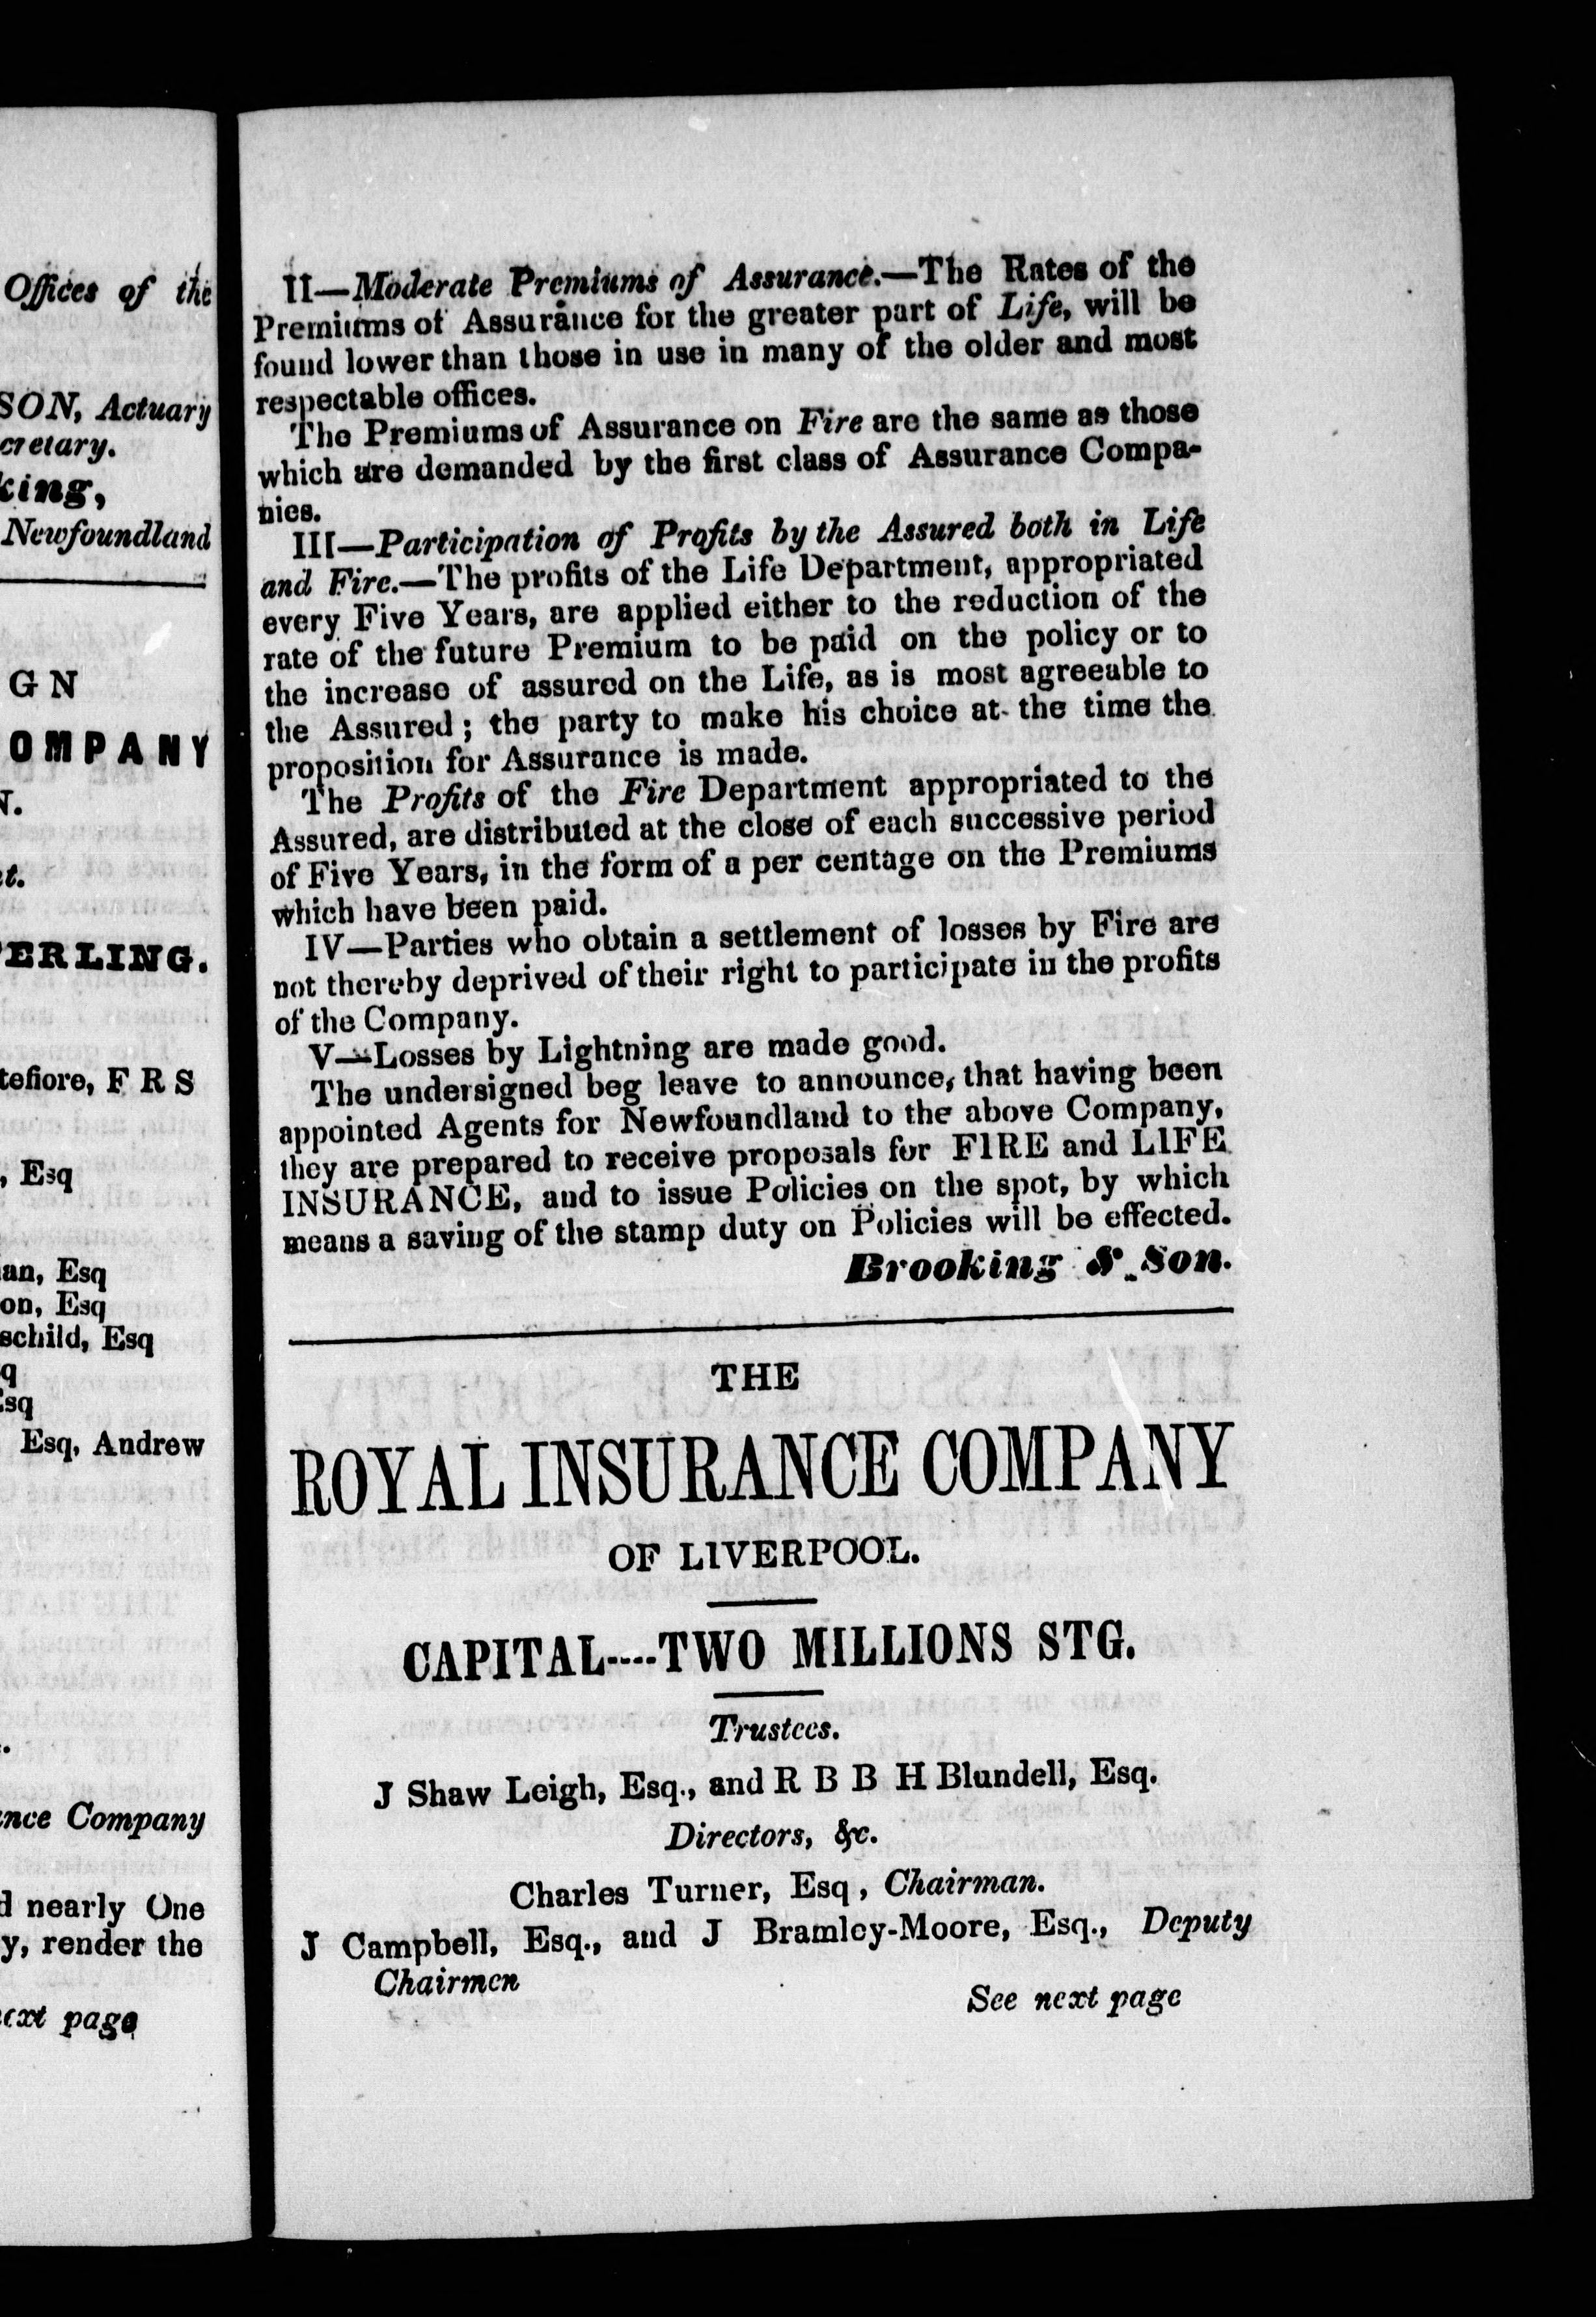 Offices of the
SON, Actuary
cretary.
king,
Newfoundland
GN
OMPANY
N.
t.
ERLING.
tefiore, F R S
, Esq
an, Esq
on, Esq
schild, Esq
q
Esq
Esq, Andrew
nce Company
d nearly One
y, render the
ext page
II—Moderate Premiums of Assurance.—The Rates of the
Premiums of Assurance for the greater part of Life, will be
found lower than those in use in many of the older and most
respectable offices.
The Premiums of Assurance on Fire are the same as those
which are demanded by the first class of Assurance Compa-
nies.
III—Participation of Profits by the Assured both in Life
and Fire.—The profits of the Life Department, appropriated
every Five Years, are applied either to the reduction of the
rate of the future Premium to be paid on the policy or to
the increase of assured on the Life, as is most agreeable to
the Assured; the party to make his choice at the time the
proposition for Assurance is made.
The Profits of the Fire Department appropriated to the
Assured, are distributed at the close of each successive period
of Five Years, in the form of a per centage on the Premiums
which have been paid.
IV—Parties who obtain a settlement of losses by Fire are
not thereby deprived of their right to participate in the profits
of the Company.
V—Losses by Lightning are made good.
The undersigned beg leave to announce, that having been
appointed Agents for Newfoundland to the above Company,
they are prepared to receive proposals for FIRE and LIFE
INSURANCE, and to issue Policies on the spot, by which
means a saving of the stamp duty on Policies will be effected.
Brooking & Son.
THE
ROYAL INSURANCE COMPANY
OF LIVERPOOL.
CAPITAL----TWO MILLIONS STG.
Trustees.
J Shaw Leigh, Esq., and R B B H Blundell, Esq.
Directors, &c.
Charles Turner, Esq, Chairman.
J Campbell, Esq., and J Bramley-Moore, Esq., Deputy
Chairmen
See next page